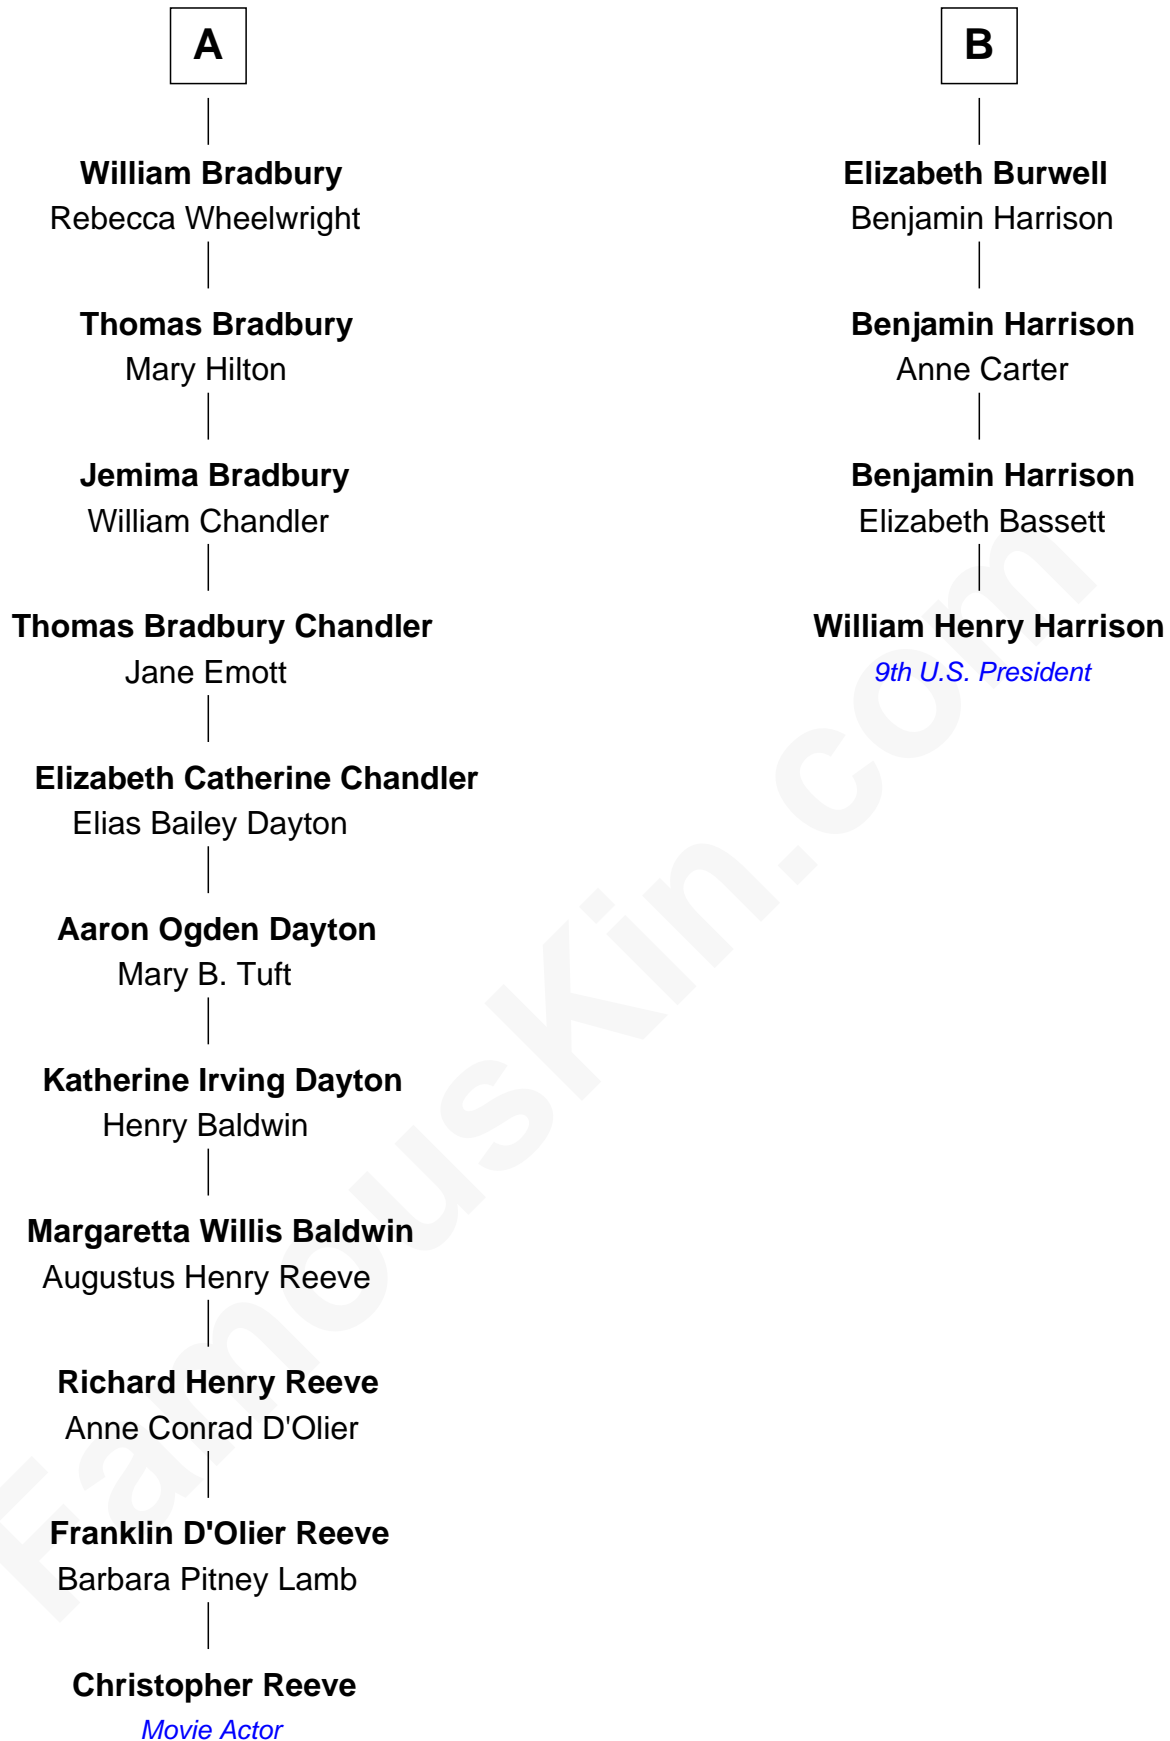 A
William Bradbury
Rebecca Wheelwright
Thomas Bradbury
Mary Hilton
Jemima Bradbury
William Chandler
Thomas Bradbury Chandler
Jane Emott
Elizabeth Catherine Chandler
Elias Bailey Dayton
Aaron Ogden Dayton
Mary B. Tuft
Katherine Irving Dayton
Henry Baldwin
Margaretta Willis Baldwin
Augustus Henry Reeve
Richard Henry Reeve
Anne Conrad D'Olier
Franklin D'Olier Reeve
Barbara Pitney Lamb
Christopher Reeve
Movie Actor
B
Elizabeth Burwell
Benjamin Harrison
Benjamin Harrison
Anne Carter
Benjamin Harrison
Elizabeth Bassett
William Henry Harrison
9th U.S. President
FamousKin.com